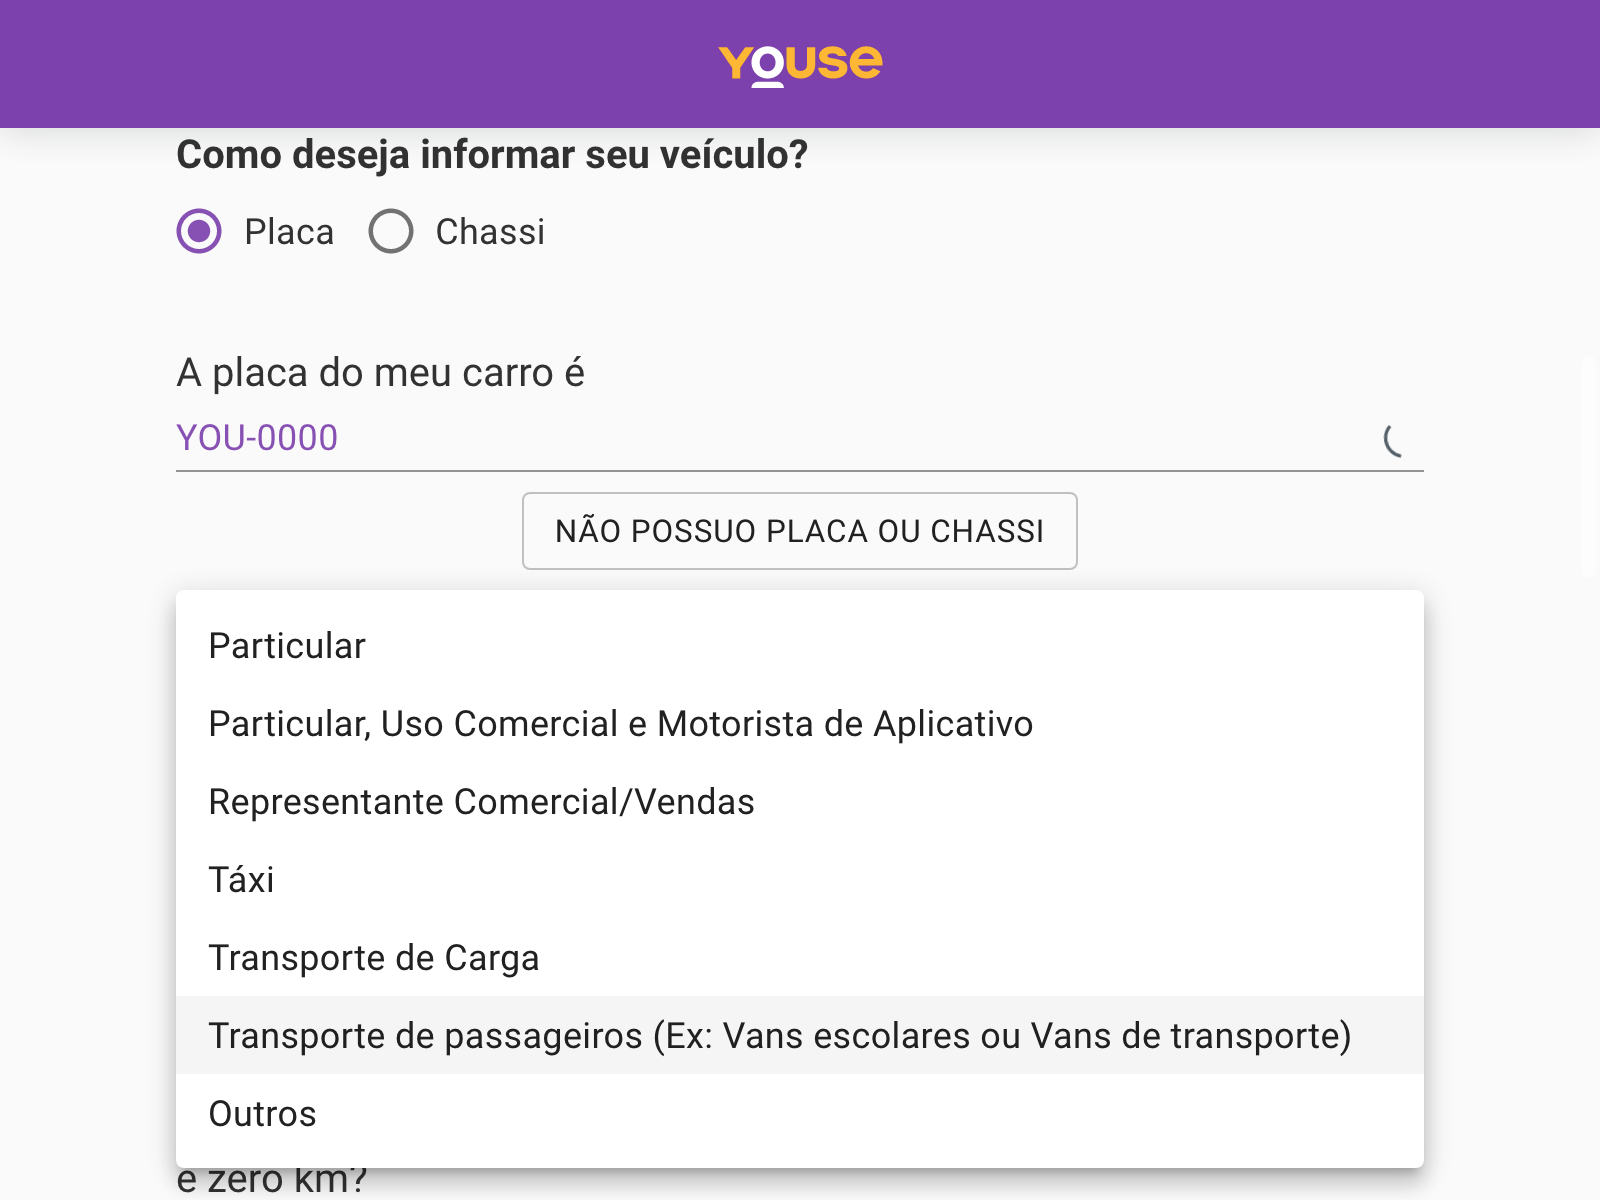 YOUSE
Como deseja informar seu veículo?
Placa Chassi
A placa do meu carro é
YOU-0000
NÃO POSSUO PLACA OU CHASSI
Particular
Particular, Uso Comercial e Motorista de Aplicativo
Representante Comercial/Vendas
Táxi
Transporte de Carga
Transporte de passageiros (Ex: Vans escolares ou Vans de transporte)
Outros
e zero km?